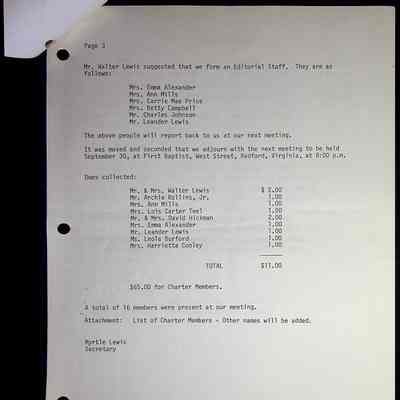 Page 3
Mr. Walter Lewis suggested that we form an Editorial Staff. They are as
follows:
Mrs. Emma Alexander
Mrs. Ann Mills
Mrs. Carrie Mae Price
Mrs. Betty Campbell
Mr. Charles Johnson
Mr. Leander Lewis
The above people will report back to us at our next meeting.
It was moved and seconded that we adjourn with the next meeting to be held
September 30, at First Baptist, West Street, Radford, Virginia, at 8:00 p.m.
Dues collected:
Mr. & Mrs. Walter Lewis $ 2.00
Mr. Archie Rollins, Jr. 1.00
Mrs. Ann Mills 1.00
Mrs. Lois Carter Teel 1.00
Mr. & Mrs. David Hickman 2.00
Mrs. Emma Alexander 1.00
Mr. Leander Lewis 1.00
Ms. Leola Burford 1.00
Mrs. Harriette Cooley 1.00
TOTAL $11.00
$65.00 for Charter Members.
A total of 16 members were present at our meeting.
Attachment: List of Charter Members - Other names will be added.
Myrtle Lewis
Secretary